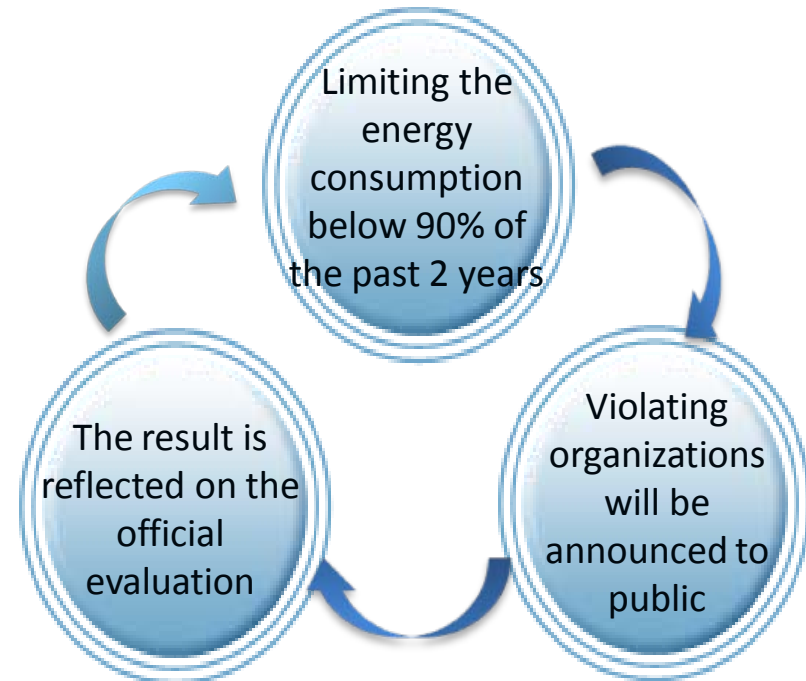 Limiting the
energy
consumption
below 90% of
the past 2 years
Violating
organizations
will be
announced to
public
The result is
reflected on the
official
evaluation